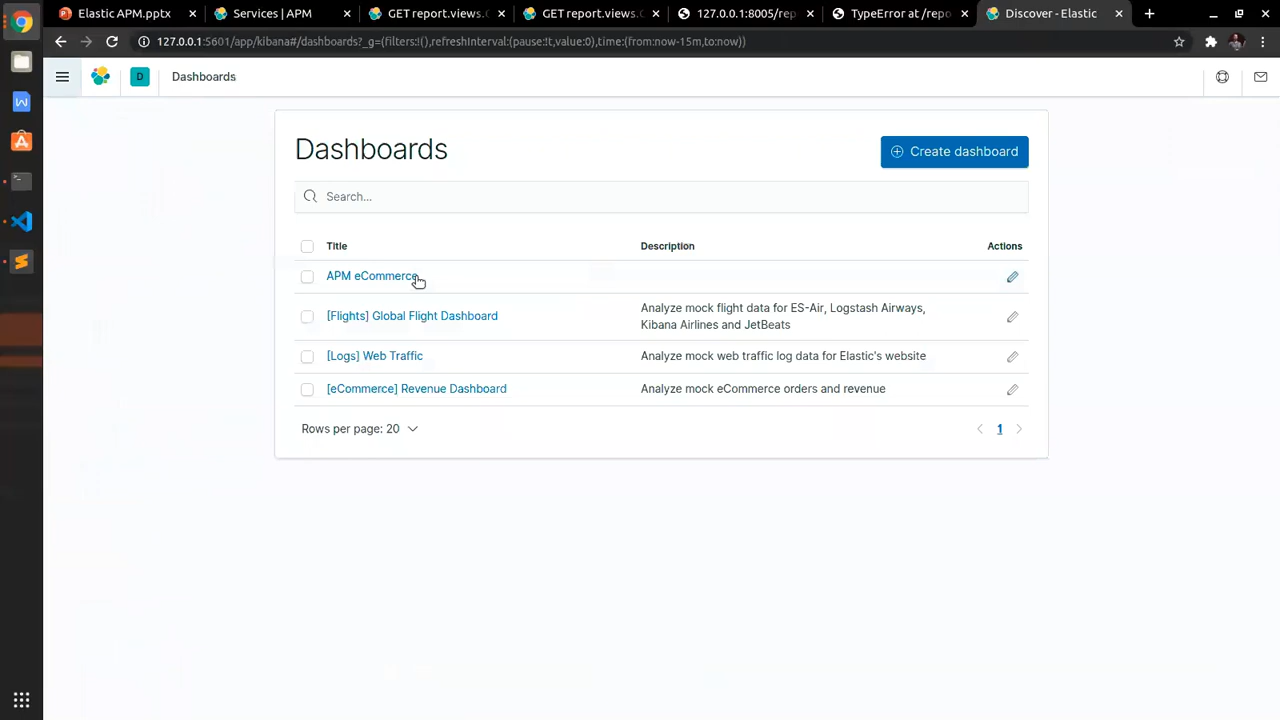 Elastic APM.pptx
Services | APM
GET report.views.
GET report.views.
127.0.0.1:8005/rep
TypeError at /repo
Discover - Elastic
127.0.0.1:5601/app/kibana#/dashboards?_g=(filters:!(),refreshInterval:(pause:!t,value:0),time:(from:now-15m,to:now))
D
Dashboards
Dashboards
Create dashboard
Search...
Title Description Actions
APM eCommerce
[Flights] Global Flight Dashboard
Analyze mock flight data for ES-Air, Logstash Airways,
Kibana Airlines and JetBeats
[Logs] Web Traffic
Analyze mock web traffic log data for Elastic's website
[eCommerce] Revenue Dashboard
Analyze mock eCommerce orders and revenue
Rows per page: 20
1